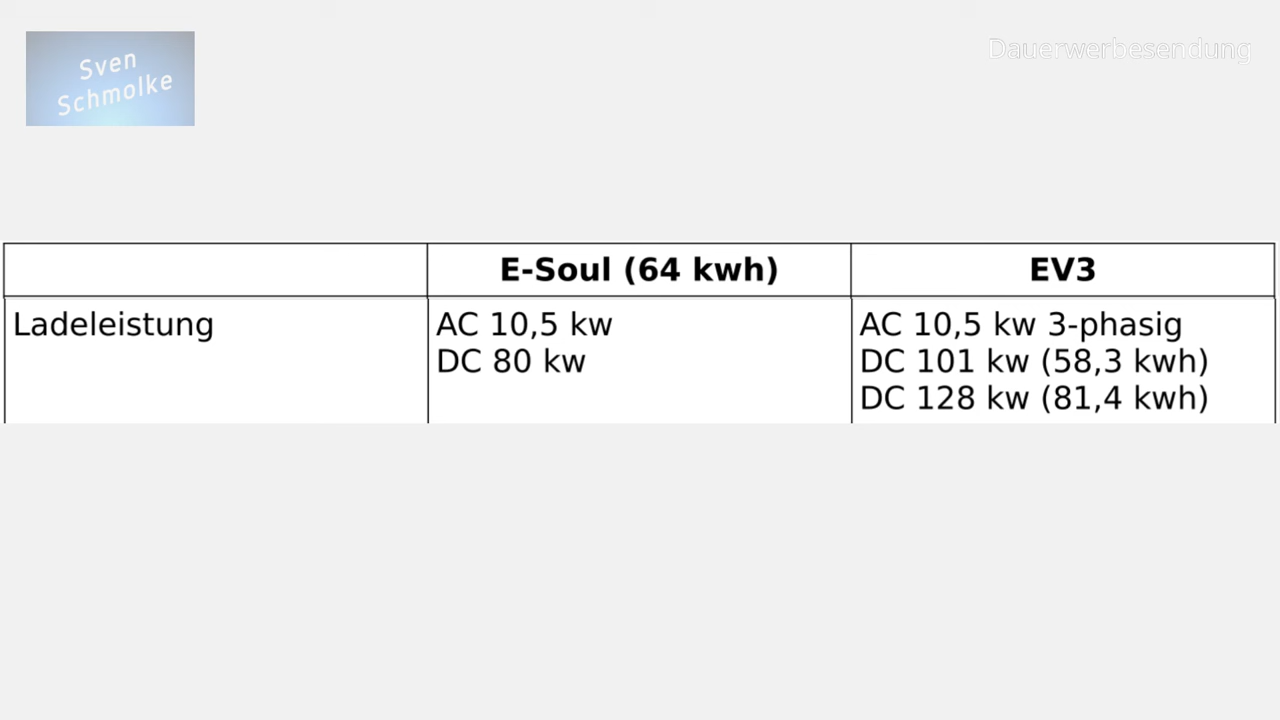 Sven
Schmolke
Dauerwerbesendung
E-Soul (64 kwh)
EV3
Ladeleistung
AC 10,5 kw
DC 80 kw
AC 10,5 kw 3-phasig
DC 101 kw (58,3 kwh)
DC 128 kw (81,4 kwh)